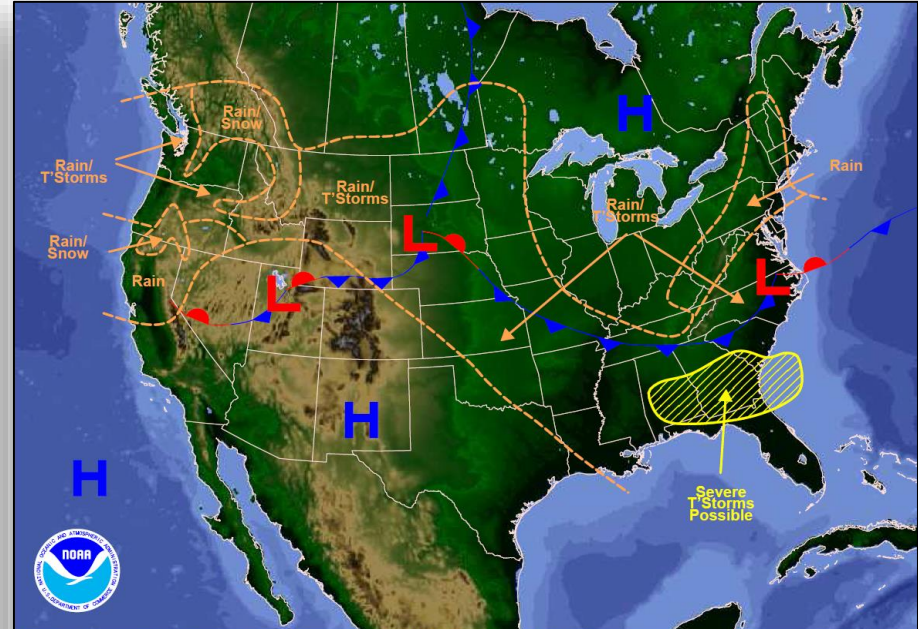 H
Rain/
Snow
Rain/
T'Storms
Rain
Rain/
T'Storms
Rain/
T'Storms
L
Rain/
Snow
Rain
L
L
H
H
Severe
T'Storms
Possible
NATIONAL OCEANIC AND ATMOSPHERIC ADMINISTRATION
NOAA
U.S. DEPARTMENT OF COMMERCE